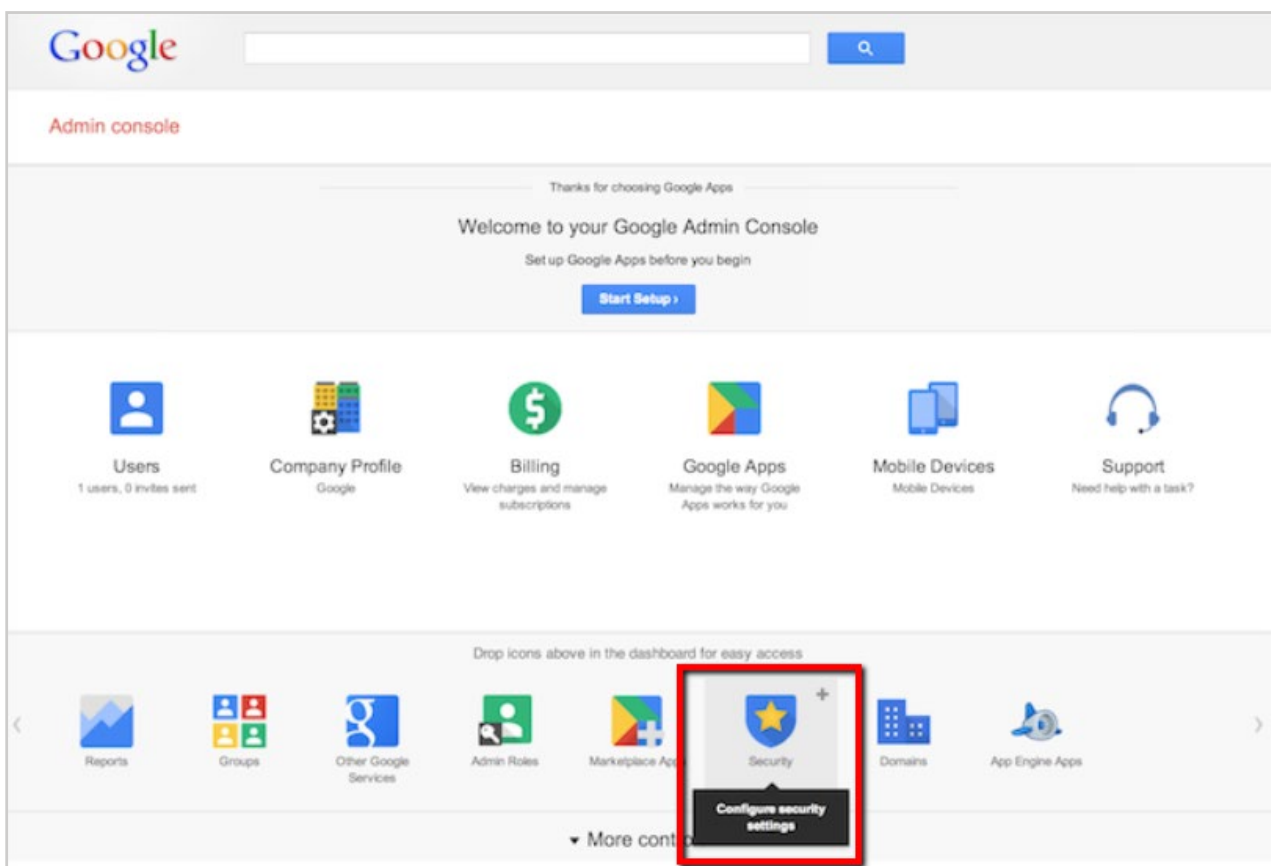 Google
Admin console
Thanks for choosing Google Apps
Welcome to your Google Admin Console
Set up Google Apps before you begin
Start Setup ›
Users
1 users, 0 invites sent
Company Profile
Google
Billing
View charges and manage
subscriptions
Google Apps
Manage the way Google
Apps works for you
Mobile Devices
Mobile Devices
Support
Need help with a task?
Drop icons above in the dashboard for easy access
Reports
Groups
Other Google
Services
Admin Roles
Marketplace App
Security
Domains
App Engine Apps
Configure security
settings
More cont